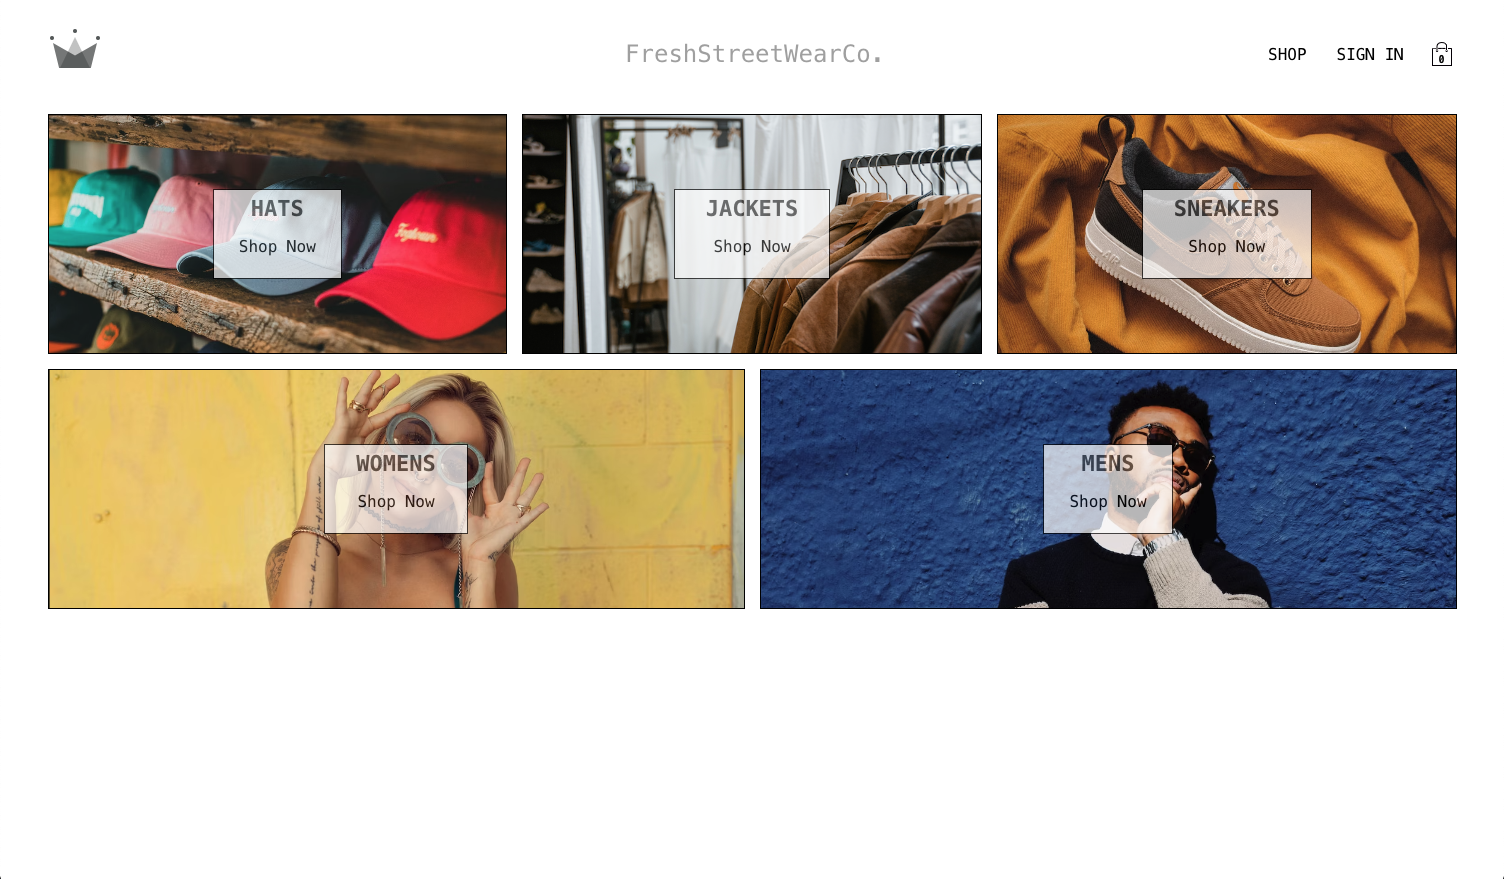 FreshStreetWearCo.
SHOP
SIGN IN
0
HATS
Shop Now
JACKETS
Shop Now
SNEAKERS
Shop Now
AIR
WOMENS
Shop Now
MENS
Shop Now